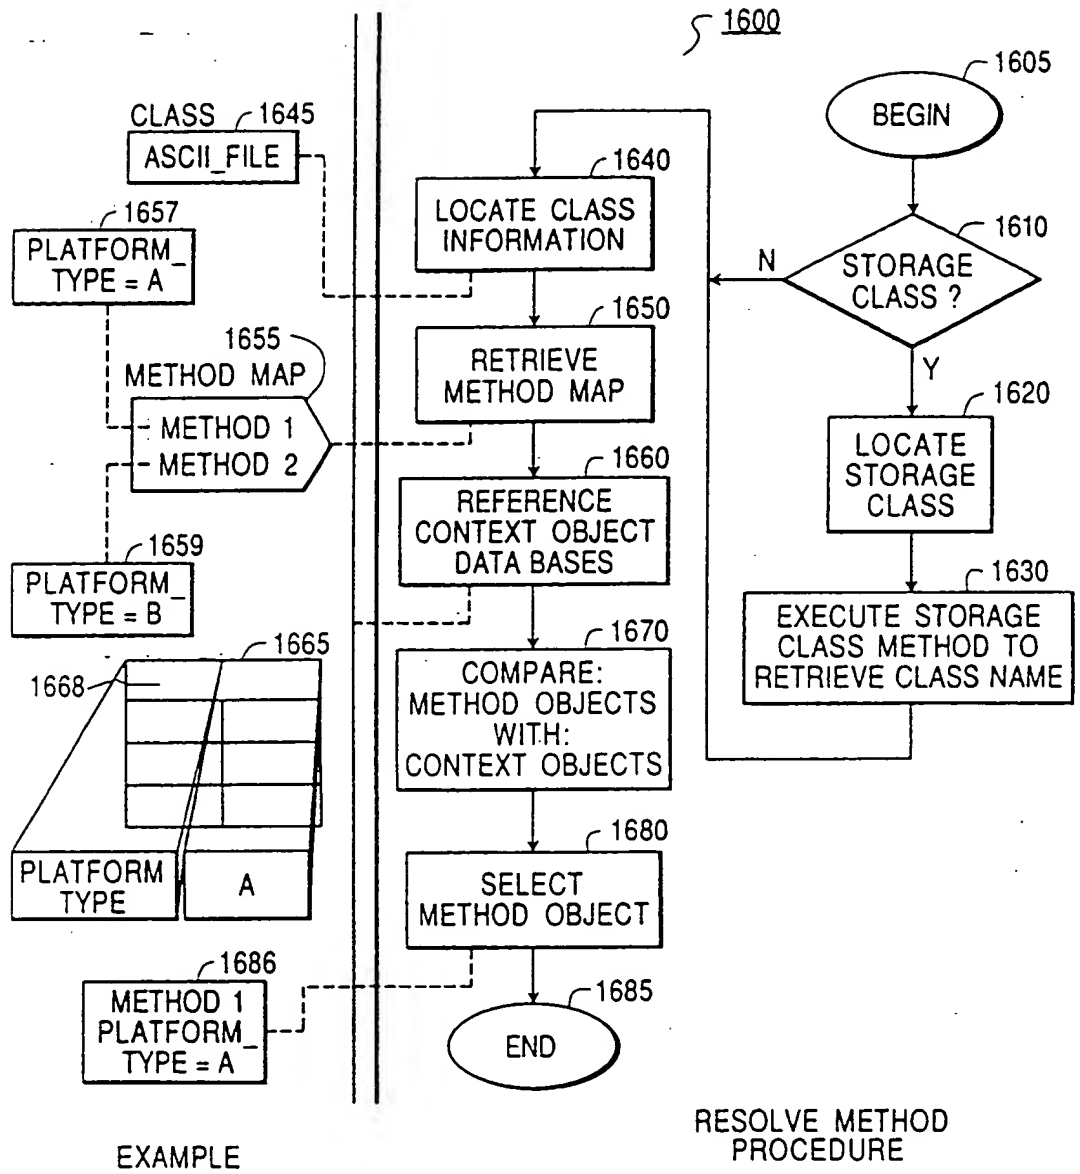 1600
1605
BEGIN
CLASS
1645
ASCII_FILE
1640
LOCATE CLASS
INFORMATION
1610
STORAGE
CLASS ?
N
Y
1657
PLATFORM_
TYPE = A
1650
RETRIEVE
METHOD MAP
1655
METHOD MAP
METHOD 1
METHOD 2
1620
LOCATE
STORAGE
CLASS
1660
REFERENCE
CONTEXT OBJECT
DATA BASES
1659
PLATFORM_
TYPE = B
1630
EXECUTE STORAGE
CLASS METHOD TO
RETRIEVE CLASS NAME
1665
1668
1670
COMPARE:
METHOD OBJECTS
WITH:
CONTEXT OBJECTS
PLATFORM
TYPE
A
1680
SELECT
METHOD OBJECT
1686
METHOD 1
PLATFORM_
TYPE = A
1685
END
EXAMPLE
RESOLVE METHOD
PROCEDURE